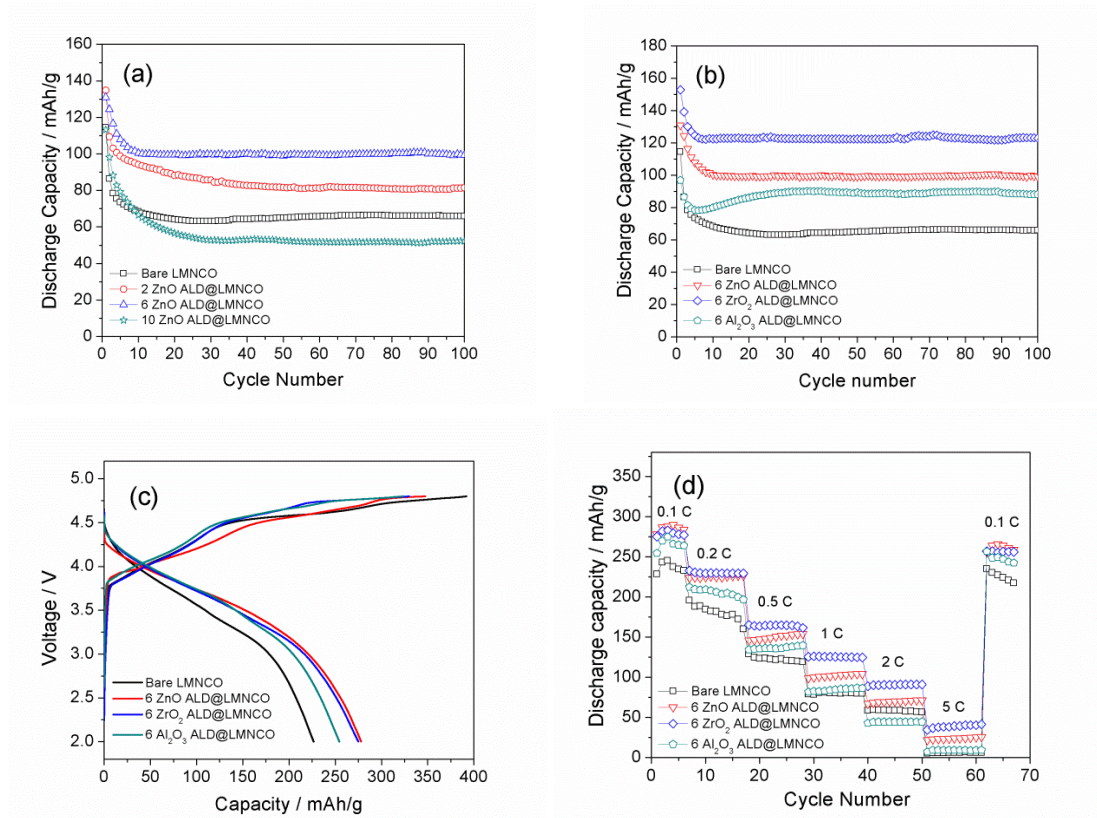 (a)
Discharge Capacity / mAh/g
160
140
120
100
80
60
40
20
0
Bare LMNCO
2 ZnO ALD@LMNCO
6 ZnO ALD@LMNCO
10 ZnO ALD@LMNCO
0 10 20 30 40 50 60 70 80 90 100
Cycle Number
(b)
Discharge Capacity / mAh/g
180
160
140
120
100
80
60
40
20
0
Bare LMNCO
6 ZnO ALD@LMNCO
6 ZrO₂ ALD@LMNCO
6 Al₂O₃ ALD@LMNCO
0 10 20 30 40 50 60 70 80 90 100
Cycle number
(c)
Voltage / V
5.0
4.5
4.0
3.5
3.0
2.5
2.0
Bare LMNCO
6 ZnO ALD@LMNCO
6 ZrO₂ ALD@LMNCO
6 Al₂O₃ ALD@LMNCO
0 50 100 150 200 250 300 350 400
Capacity / mAh/g
(d)
Discharge capacity / mAh/g
350
300
250
200
150
100
50
0
0.1 C
0.2 C
0.5 C
1 C
2 C
5 C
0.1 C
Bare LMNCO
6 ZnO ALD@LMNCO
6 ZrO₂ ALD@LMNCO
6 Al₂O₃ ALD@LMNCO
0 10 20 30 40 50 60 70
Cycle Number